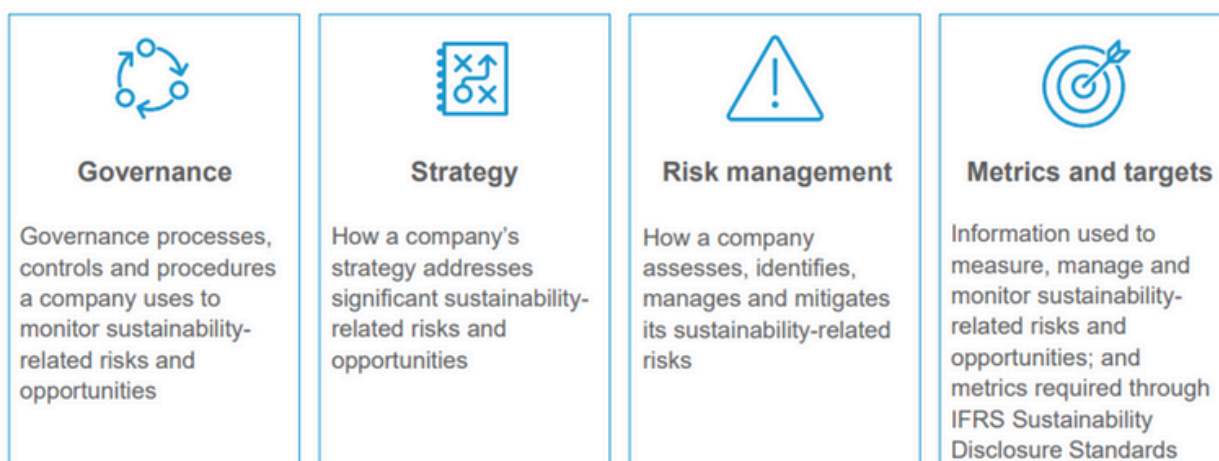 Governance
Governance processes,
controls and procedures
a company uses to
monitor sustainability-
related risks and
opportunities
Strategy
How a company's
strategy addresses
significant sustainability-
related risks and
opportunities
Risk management
How a company
assesses, identifies,
manages and mitigates
its sustainability-related
risks
Metrics and targets
Information used to
measure, manage and
monitor sustainability-
related risks and
opportunities; and
metrics required through
IFRS Sustainability
Disclosure Standards